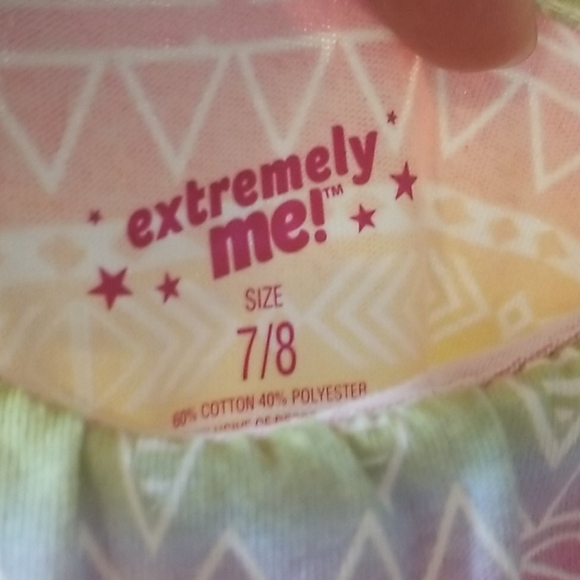 extremely
me!™
SIZE
7/8
60% COTTON 40% POLYESTER